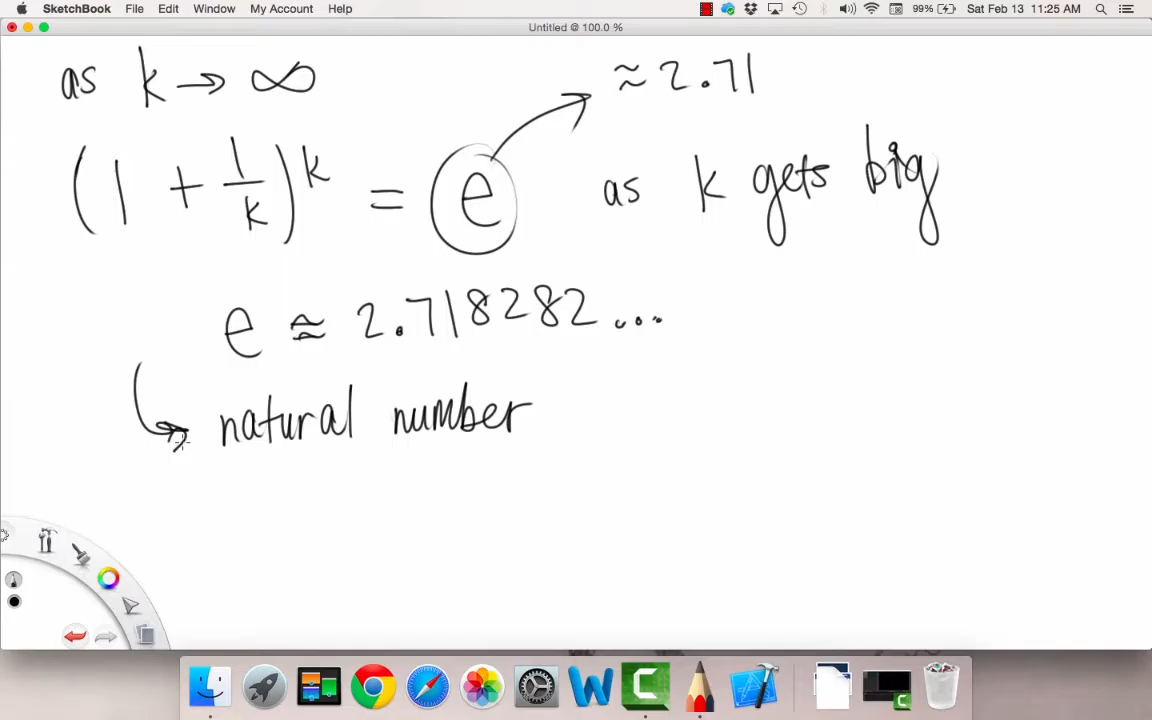 SketchBook File Edit Window My Account Help 99% Sat Feb 13 11:25 AM
Untitled @ 100.0 %
as k → ∞
≈ 2.71
(1 + 1/k)^k = e as k gets big
e ≈ 2.718282...
natural number